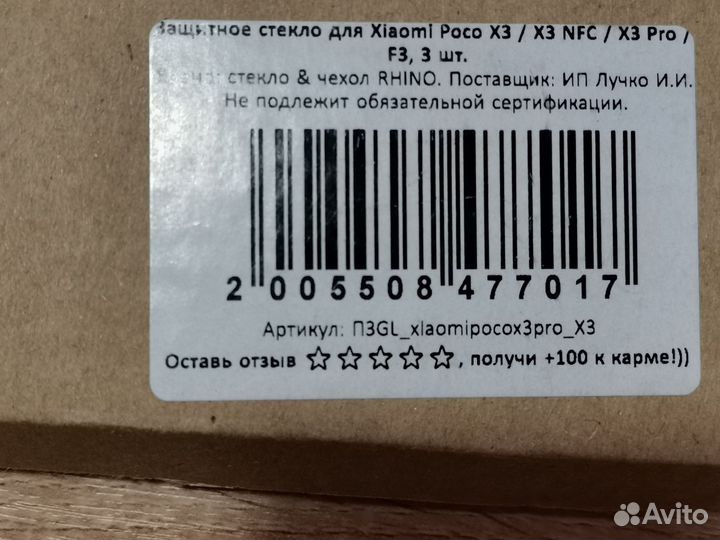 Защитное стекло для Xiaomi Poco X3 / X3 NFC / X3 Pro /
F3, 3 шт.
стекло & чехол RHINO. Поставщик: ИП Лучко И.И.
Не подлежит обязательной сертификации.
2 005508 477017
Артикул: ПЗGL_xlaomipocox3pro_X3
Оставь отзыв ☆☆☆☆☆, получи +100 к карме!))
Avito